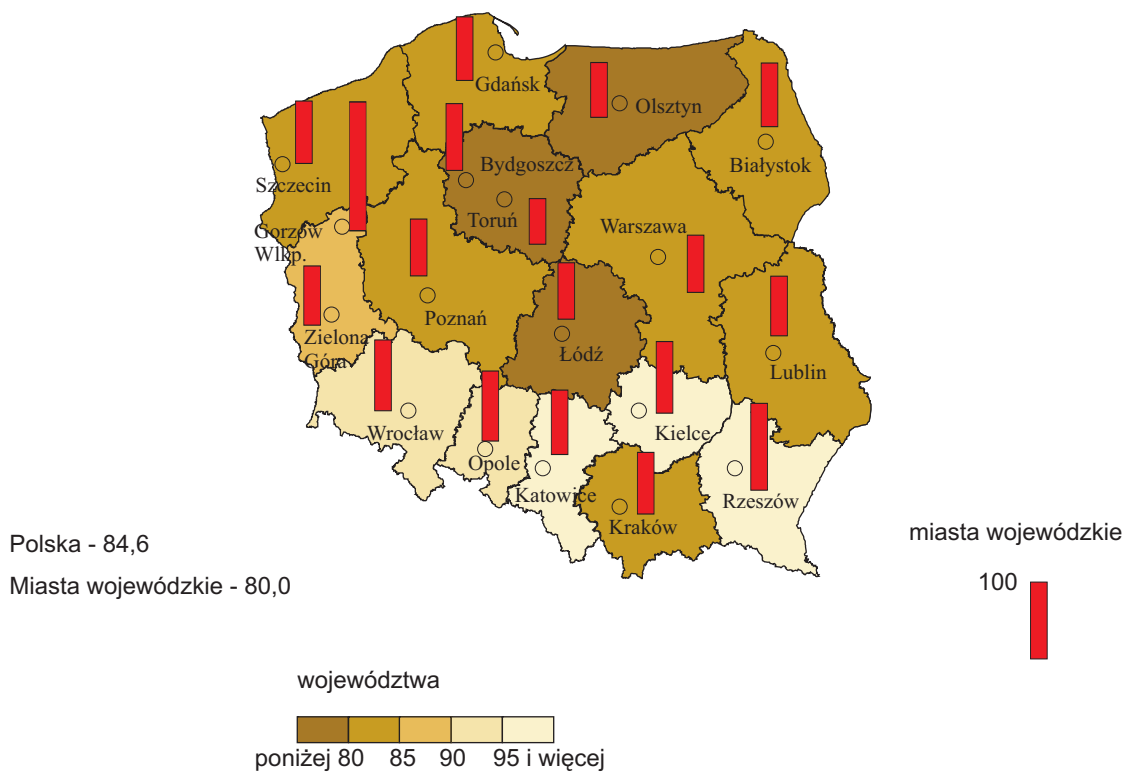 Gdańsk
Olsztyn
Białystok
Bydgoszcz
Szczecin
Toruń
Gorzów
Wlkp.
Warszawa
Poznań
Zielona
Góra
Łódź
Lublin
Wrocław
Kielce
Opole
Katowice
Rzeszów
Kraków
Polska - 84,6
Miasta wojewódzkie - 80,0
miasta wojewódzkie
100
województwa
poniżej 80 85 90 95 i więcej